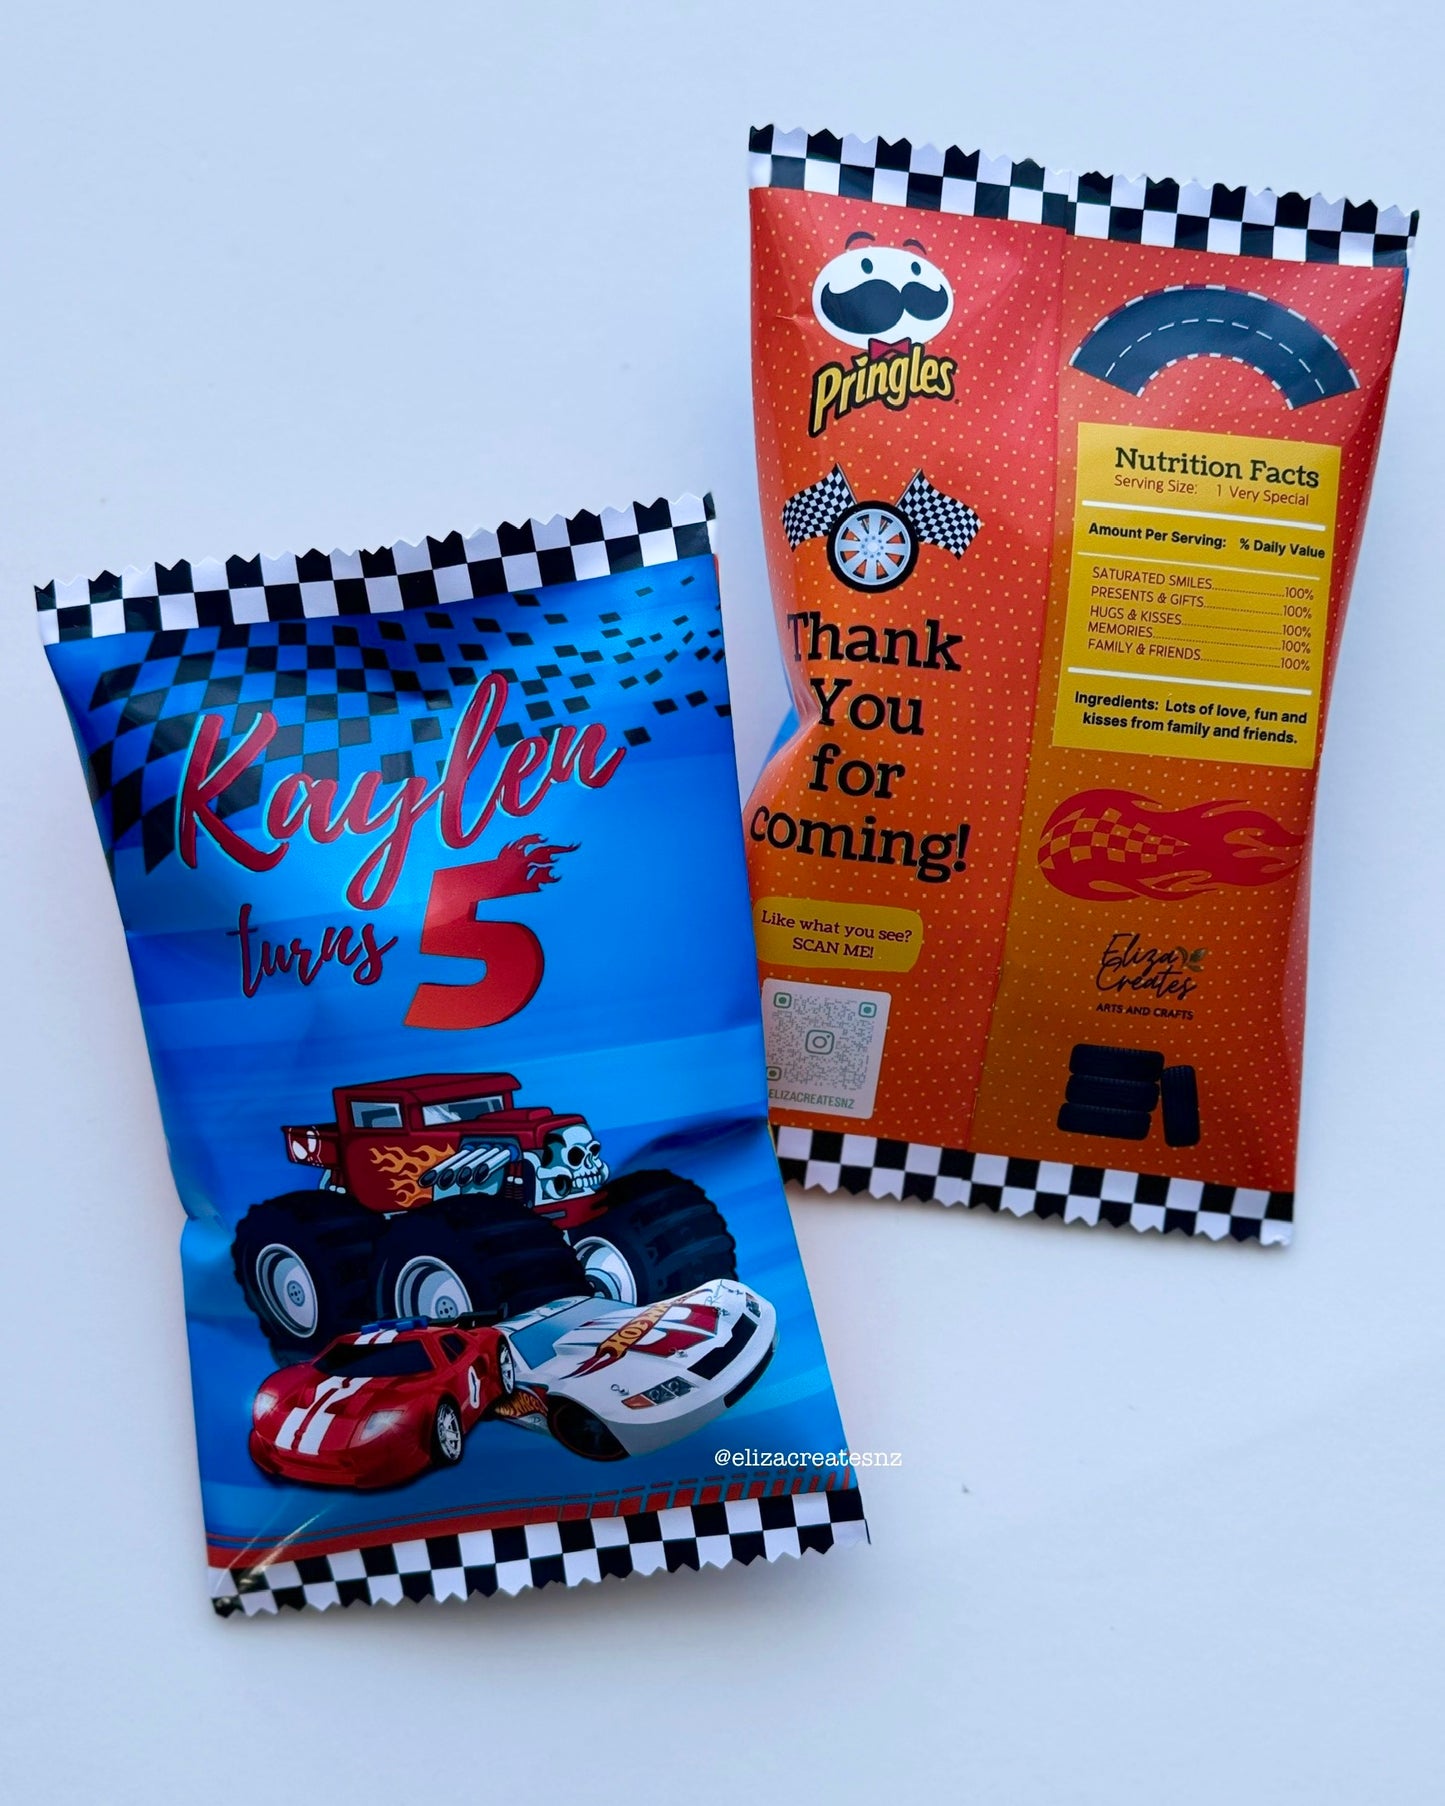 Kaylen
turns 5
HOT WHEELS
1
@elizacreatesnz
Pringles
Thank
You
for
coming!
Like what you see?
SCAN ME!
ELIZACREATESNZ
Nutrition Facts
Serving Size: 1 Very Special
Amount Per Serving: % Daily Value
SATURATED SMILES..........................100%
PRESENTS & GIFTS............................100%
HUGS & KISSES....................................100%
MEMORIES..............................................100%
FAMILY & FRIENDS.............................100%
Ingredients: Lots of love, fun and
kisses from family and friends.
Eliza
Creates
ARTS AND CRAFTS